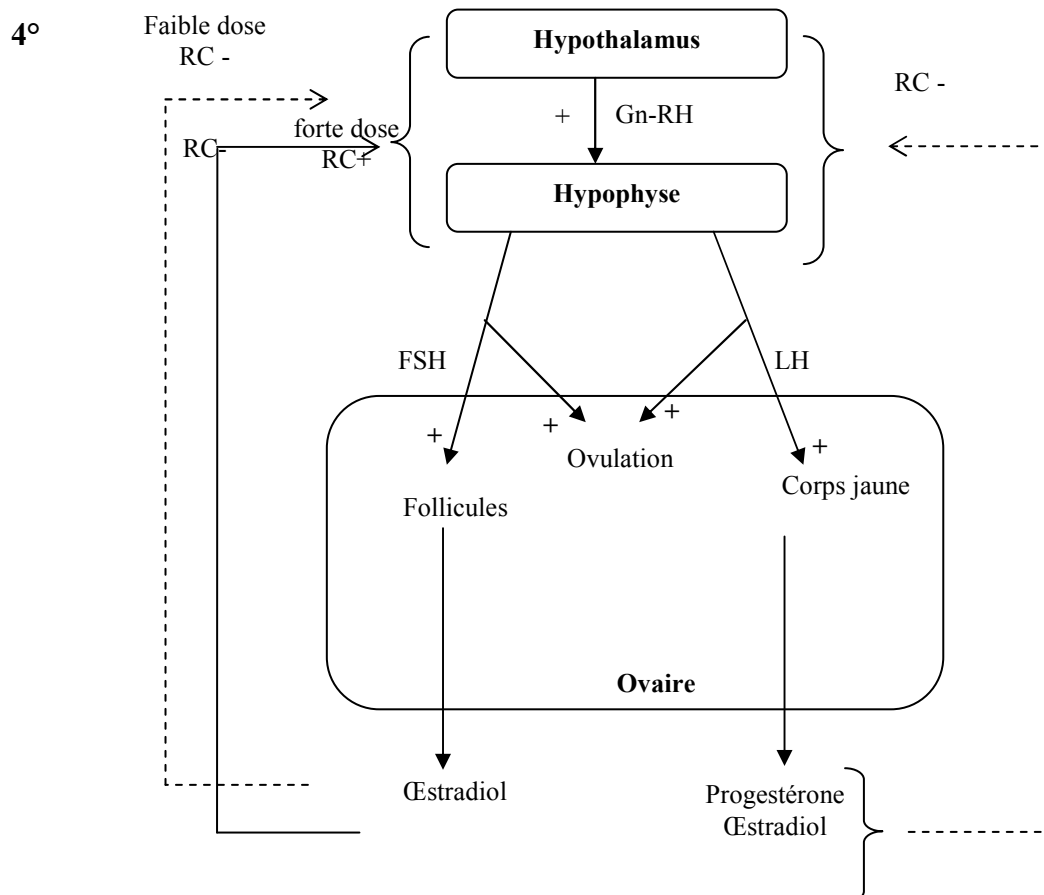 4°
Faible dose
RC -
Hypothalamus
RC -
+ Gn-RH
forte dose
RC-
RC+
Hypophyse
FSH
LH
+
+
+
+
Ovulation
Corps jaune
Follicules
Ovaire
Œstradiol
Progestérone
Œstradiol